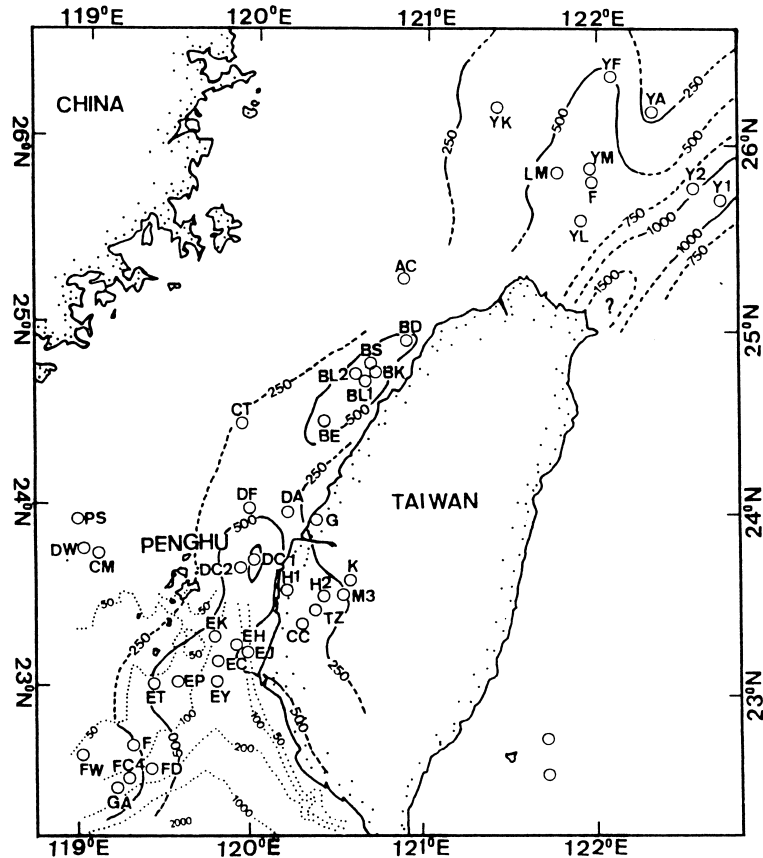 119°E 120°E 121°E 122°E
CHINA
YF
YA
250
YK
250
500
500
26°N
26°N
LM
YM
F
Y2
Y1
750
1000
YL
1000
750
AC
1500
?
25°N
25°N
BD
BS
BL2
BK
BL1
250
CT
500
BE
250
24°N
24°N
DF
DA
TAIWAN
PS
500
G
DW
CM
PENGHU
DC2
DC1
H1
H2
K
M3
50
50
TZ
EK
CC
EH
EJ
250
50
EC
250
23°N
23°N
ET
EP
EY
100
500
50
50
F
500
200
100
FW
FC4
FD
GA
1000
2000
119°E 120°E 121°E 122°E